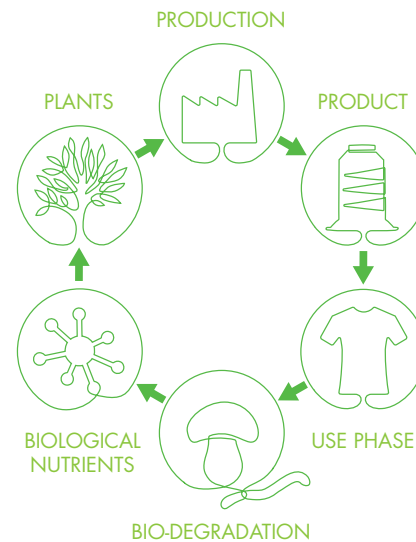 PRODUCTION
PLANTS
PRODUCT
BIOLOGICAL
NUTRIENTS
USE PHASE
BIO-DEGRADATION